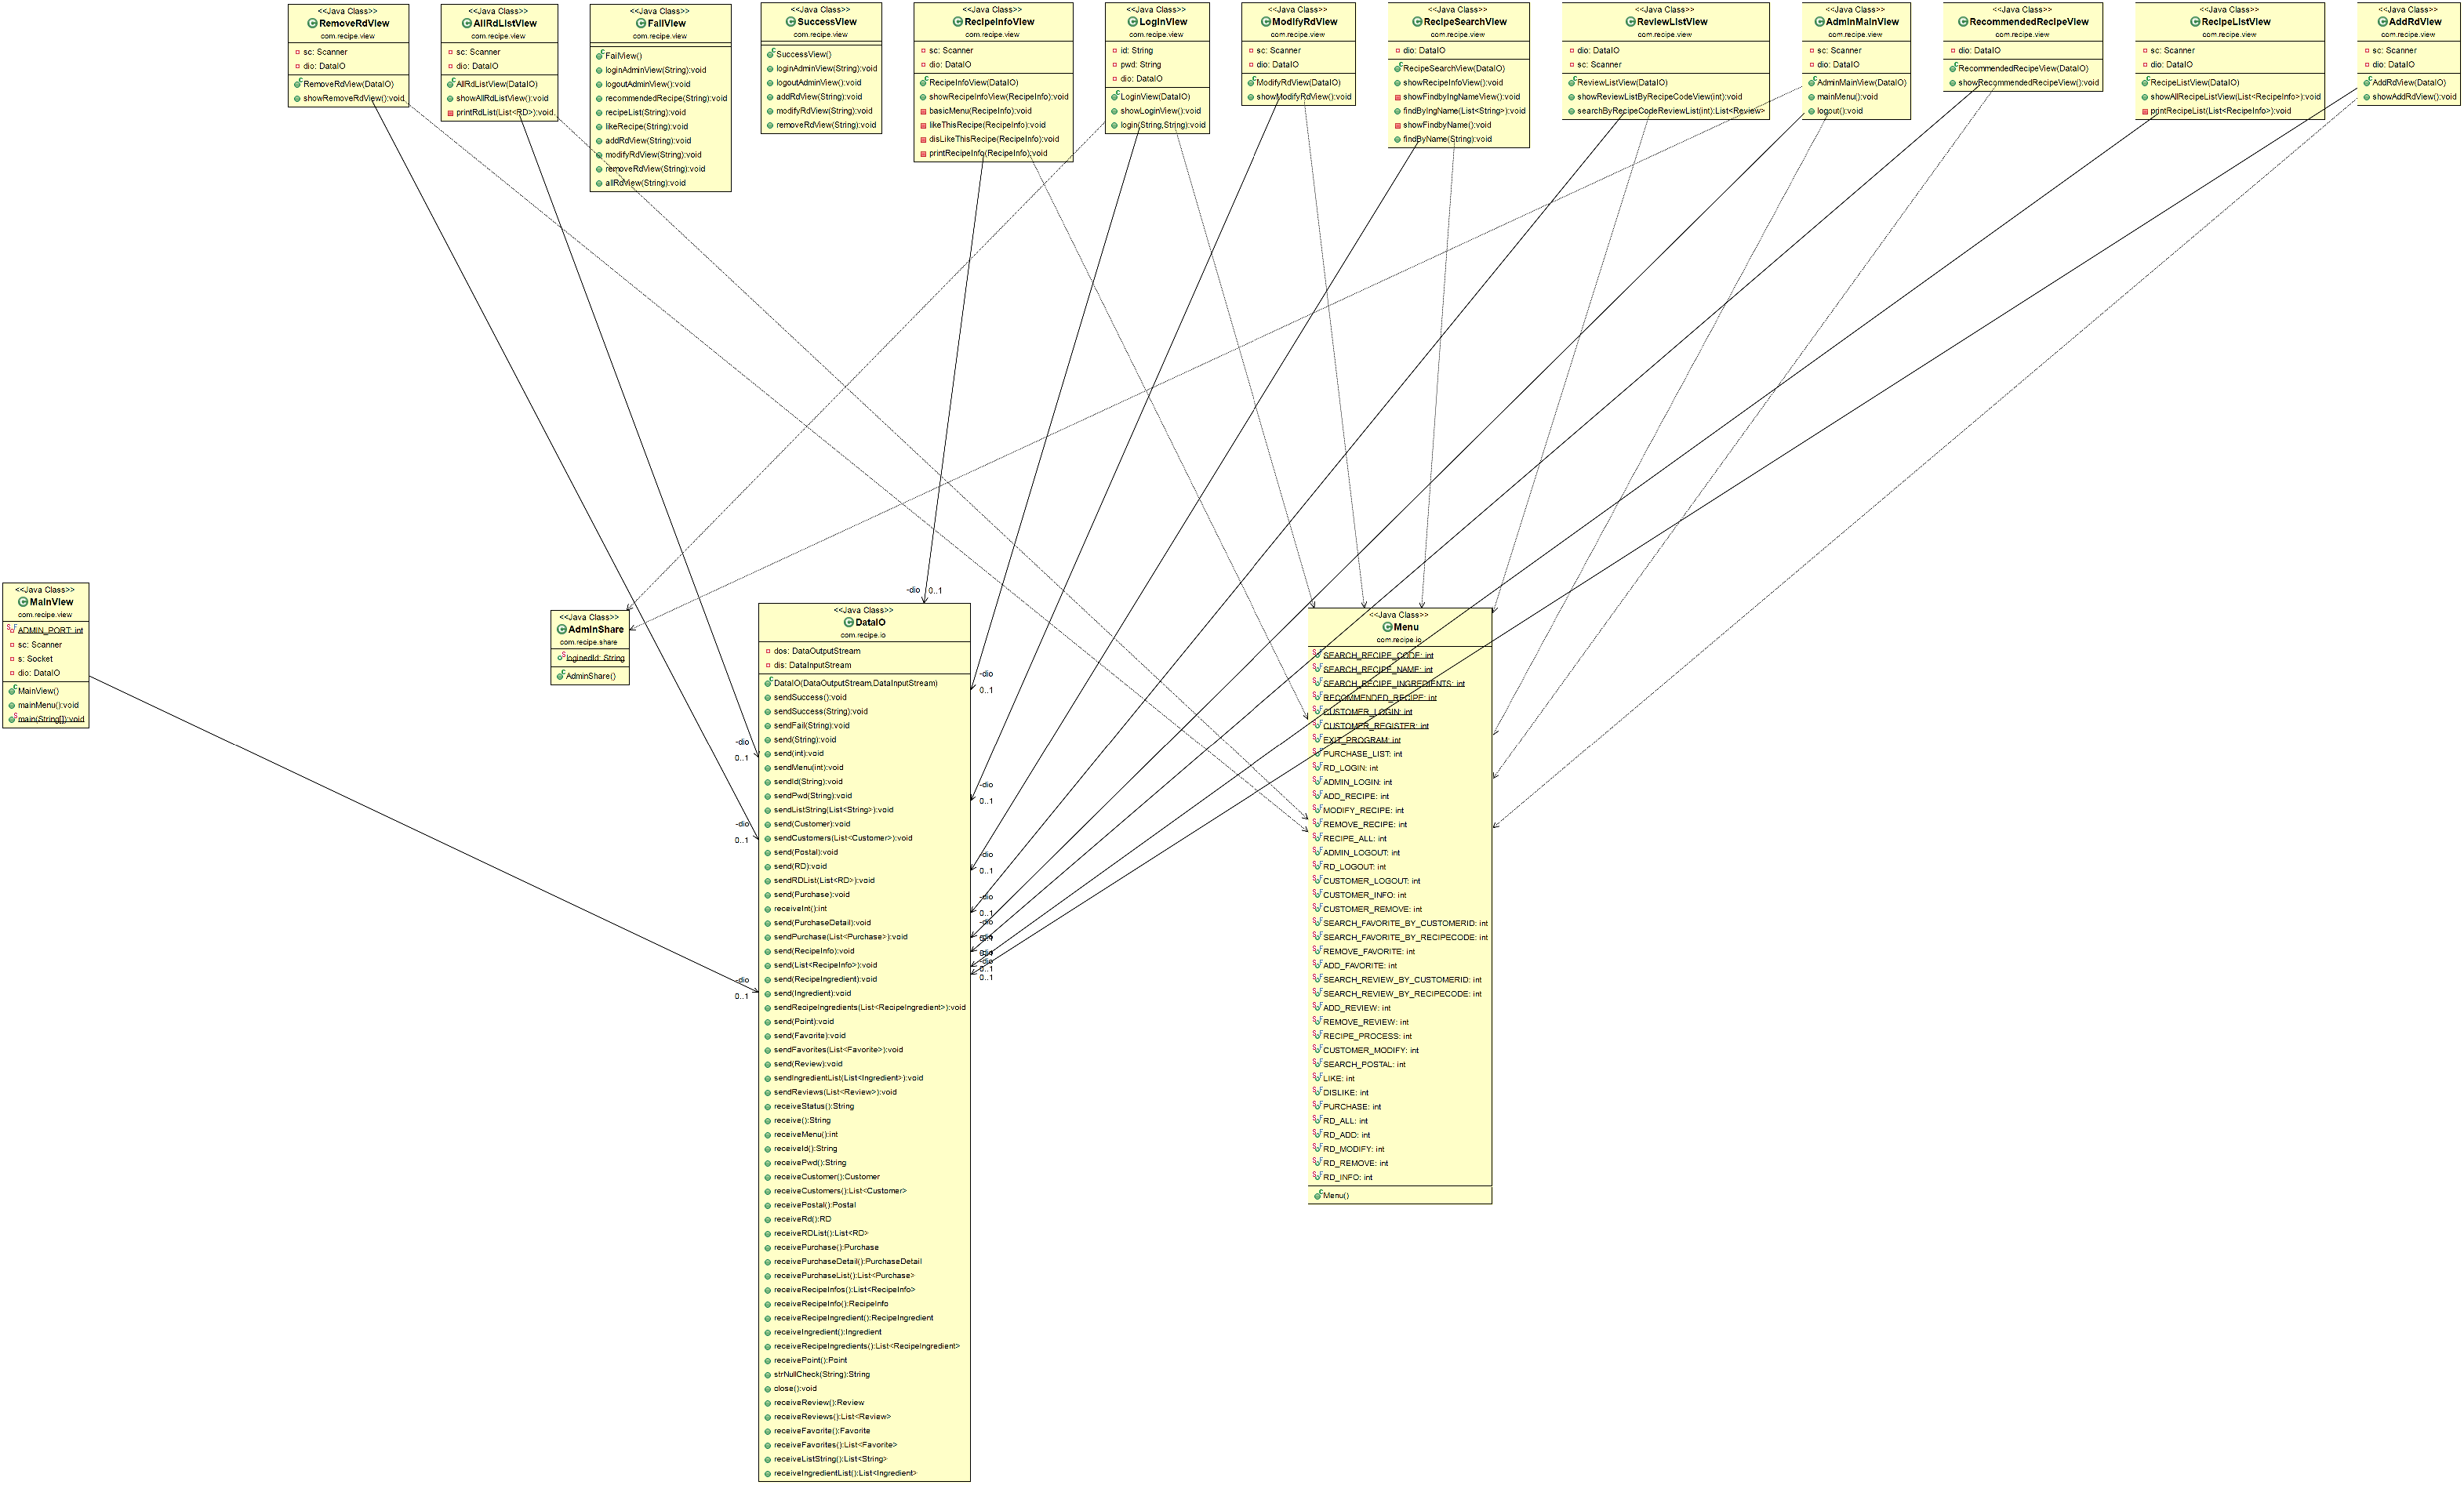 <<Java Class>>
RemoveRdView
com.recipe.view
sc: Scanner
dio: DataIO
RemoveRdView(DataIO)
showRemoveRdView():void
<<Java Class>>
AllRdListView
com.recipe.view
sc: Scanner
dio: DataIO
AllRdListView(DataIO)
showAllRdListView():void
printRdList(List<RD>):void
<<Java Class>>
FailView
com.recipe.view
FailView()
loginAdminView(String):void
logoutAdminView():void
recommendedRecipe(String):void
recipeList(String):void
likeRecipe(String):void
addRdView(String):void
modifyRdView(String):void
removeRdView(String):void
allRdView(String):void
<<Java Class>>
SuccessView
com.recipe.view
SuccessView()
loginAdminView(String):void
logoutAdminView():void
addRdView(String):void
modifyRdView(String):void
removeRdView(String):void
<<Java Class>>
RecipeInfoView
com.recipe.view
sc: Scanner
dio: DataIO
RecipeInfoView(DataIO)
showRecipeInfoView(RecipeInfo):void
basicMenu(RecipeInfo):void
likeThisRecipe(RecipeInfo):void
disLikeThisRecipe(RecipeInfo):void
printRecipeInfo(RecipeInfo):void
<<Java Class>>
LoginView
com.recipe.view
id: String
pwd: String
dio: DataIO
LoginView(DataIO)
showLoginView():void
login(String,String):void
<<Java Class>>
ModifyRdView
com.recipe.view
sc: Scanner
dio: DataIO
ModifyRdView(DataIO)
showModifyRdView():void
<<Java Class>>
RecipeSearchView
com.recipe.view
dio: DataIO
RecipeSearchView(DataIO)
showRecipeInfoView():void
showFindbyIngNameView():void
findByIngName(List<String>):void
showFindbyName():void
findByName(String):void
<<Java Class>>
ReviewListView
com.recipe.view
dio: DataIO
sc: Scanner
ReviewListView(DataIO)
showReviewListByRecipeCodeView(int):void
searchByRecipeCodeReviewList(int):List<Review>
<<Java Class>>
AdminMainView
com.recipe.view
sc: Scanner
dio: DataIO
AdminMainView(DataIO)
mainMenu():void
logout():void
<<Java Class>>
RecommendedRecipeView
com.recipe.view
dio: DataIO
RecommendedRecipeView(DataIO)
showRecommendedRecipeView():void
<<Java Class>>
RecipeListView
com.recipe.view
sc: Scanner
dio: DataIO
RecipeListView(DataIO)
showAllRecipeListView(List<RecipeInfo>):void
printRecipeList(List<RecipeInfo>):void
<<Java Class>>
AddRdView
com.recipe.view
sc: Scanner
dio: DataIO
AddRdView(DataIO)
showAddRdView():void
<<Java Class>>
MainView
com.recipe.view
ADMIN_PORT: int
sc: Scanner
s: Socket
dio: DataIO
MainView()
mainMenu():void
main(String[]):void
<<Java Class>>
AdminShare
com.recipe.share
loginedId: String
AdminShare()
-dio
0..1
-dio
0..1
-dio
0..1
-dio
0..1
<<Java Class>>
DataIO
com.recipe.io
dos: DataOutputStream
dis: DataInputStream
DataIO(DataOutputStream,DataInputStream)
sendSuccess():void
sendSuccess(String):void
sendFail(String):void
send(String):void
send(int):void
sendMenu(int):void
sendId(String):void
sendPwd(String):void
sendListString(List<String>):void
send(Customer):void
sendCustomers(List<Customer>):void
send(Postal):void
send(RD):void
sendRDList(List<RD>):void
send(Purchase):void
receiveInt():int
send(PurchaseDetail):void
sendPurchase(List<Purchase>):void
send(RecipeInfo):void
send(List<RecipeInfo>):void
send(RecipeIngredient):void
send(Ingredient):void
sendRecipeIngredients(List<RecipeIngredient>):void
send(Point):void
send(Favorite):void
sendFavorites(List<Favorite>):void
send(Review):void
sendIngredientList(List<Ingredient>):void
sendReviews(List<Review>):void
receiveStatus():String
receive():String
receiveMenu():int
receiveId():String
receivePwd():String
receiveCustomer():Customer
receiveCustomers():List<Customer>
receivePostal():Postal
receiveRd():RD
receiveRDList():List<RD>
receivePurchase():Purchase
receivePurchaseDetail():PurchaseDetail
receivePurchaseList():List<Purchase>
receiveRecipeInfos():List<RecipeInfo>
receiveRecipeInfo():RecipeInfo
receiveRecipeIngredient():RecipeIngredient
receiveIngredient():Ingredient
receiveRecipeIngredients():List<RecipeIngredient>
receivePoint():Point
strNullCheck(String):String
close():void
receiveReview():Review
receiveReviews():List<Review>
receiveFavorite():Favorite
receiveFavorites():List<Favorite>
receiveListString():List<String>
receiveIngredientList():List<Ingredient>
-dio
0..1
-dio
0..1
-dio
0..1
-dio
0..1
-dio
-dio
0..1
0..1
<<Java Class>>
Menu
com.recipe.io
SEARCH_RECIPE_CODE: int
SEARCH_RECIPE_NAME: int
SEARCH_RECIPE_INGREDIENTS: int
RECOMMENDED_RECIPE: int
CUSTOMER_LOGIN: int
CUSTOMER_REGISTER: int
EXIT_PROGRAM: int
PURCHASE_LIST: int
RD_LOGIN: int
ADMIN_LOGIN: int
ADD_RECIPE: int
MODIFY_RECIPE: int
REMOVE_RECIPE: int
RECIPE_ALL: int
ADMIN_LOGOUT: int
RD_LOGOUT: int
CUSTOMER_LOGOUT: int
CUSTOMER_INFO: int
CUSTOMER_REMOVE: int
SEARCH_FAVORITE_BY_CUSTOMERID: int
SEARCH_FAVORITE_BY_RECIPECODE: int
REMOVE_FAVORITE: int
ADD_FAVORITE: int
SEARCH_REVIEW_BY_CUSTOMERID: int
SEARCH_REVIEW_BY_RECIPECODE: int
ADD_REVIEW: int
REMOVE_REVIEW: int
RECIPE_PROCESS: int
CUSTOMER_MODIFY: int
SEARCH_POSTAL: int
LIKE: int
DISLIKE: int
PURCHASE: int
RD_ALL: int
RD_ADD: int
RD_MODIFY: int
RD_REMOVE: int
RD_INFO: int
Menu()